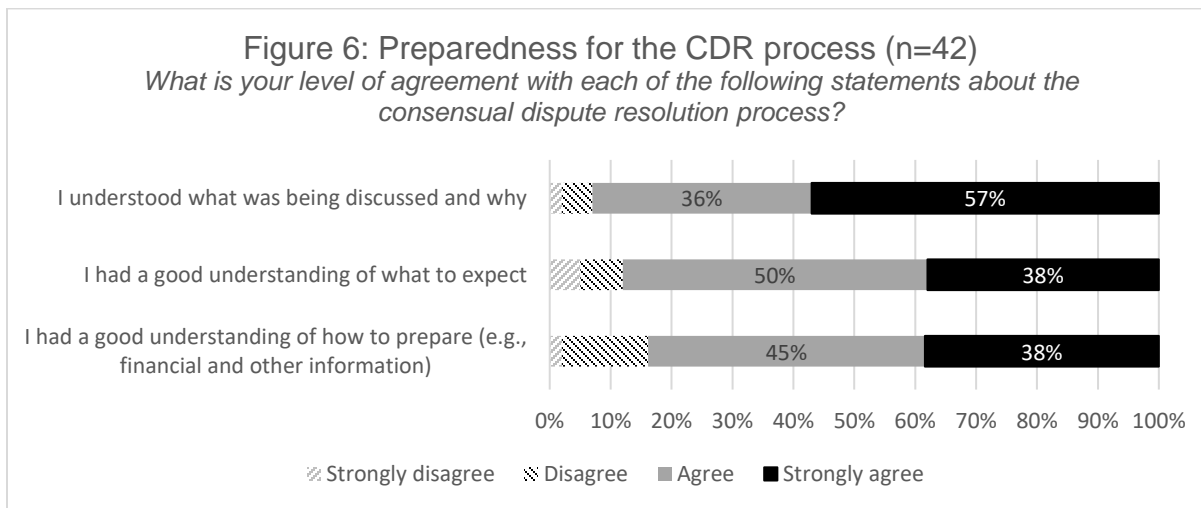 Figure 6: Preparedness for the CDR process (n=42)
What is your level of agreement with each of the following statements about the
consensual dispute resolution process?
I understood what was being discussed and why
36%
57%
I had a good understanding of what to expect
50%
38%
I had a good understanding of how to prepare (e.g.,
financial and other information)
45%
38%
0% 10% 20% 30% 40% 50% 60% 70% 80% 90% 100%
Strongly disagree Disagree Agree Strongly agree